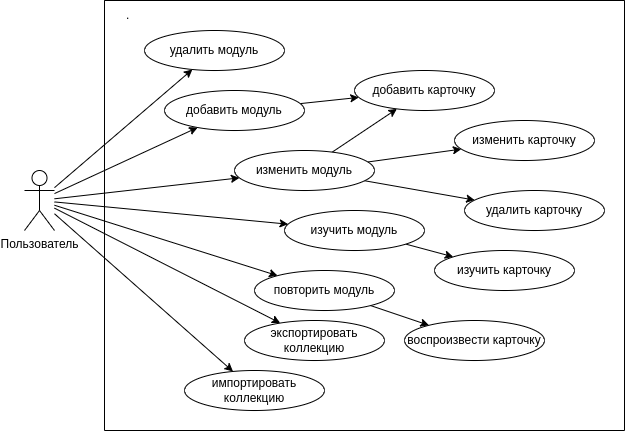 .
удалить модуль
добавить модуль
добавить карточку
изменить карточку
изменить модуль
удалить карточку
изучить модуль
Пользователь
изучить карточку
повторить модуль
экспортировать
коллекцию
воспроизвести карточку
импортировать
коллекцию